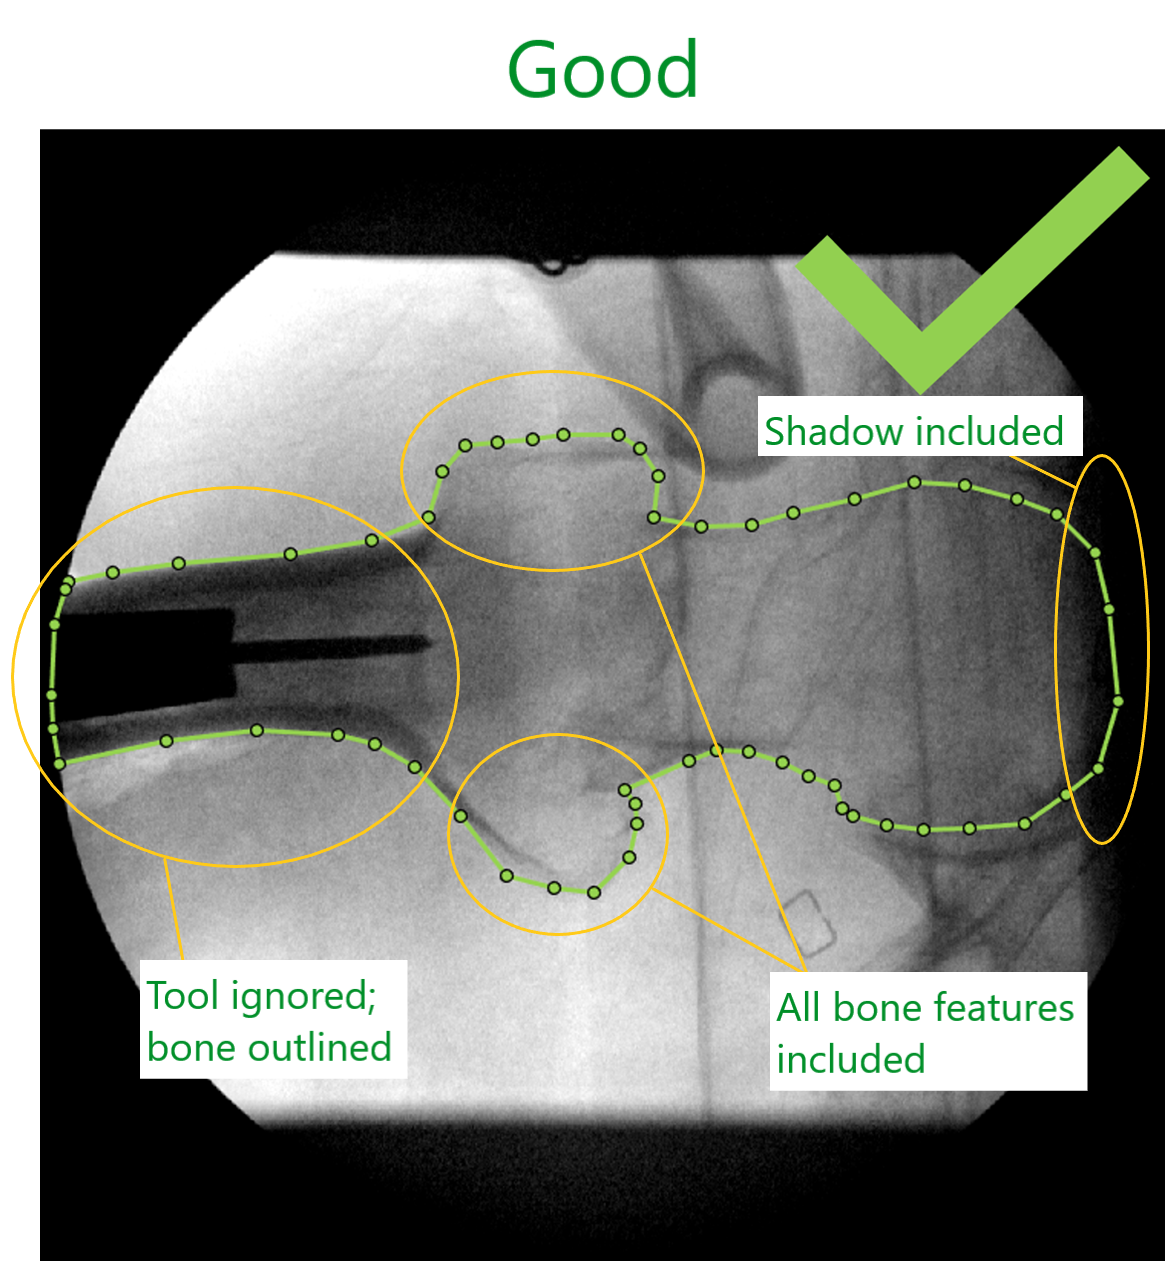 Good
Shadow included
Tool ignored;
bone outlined
All bone features
included